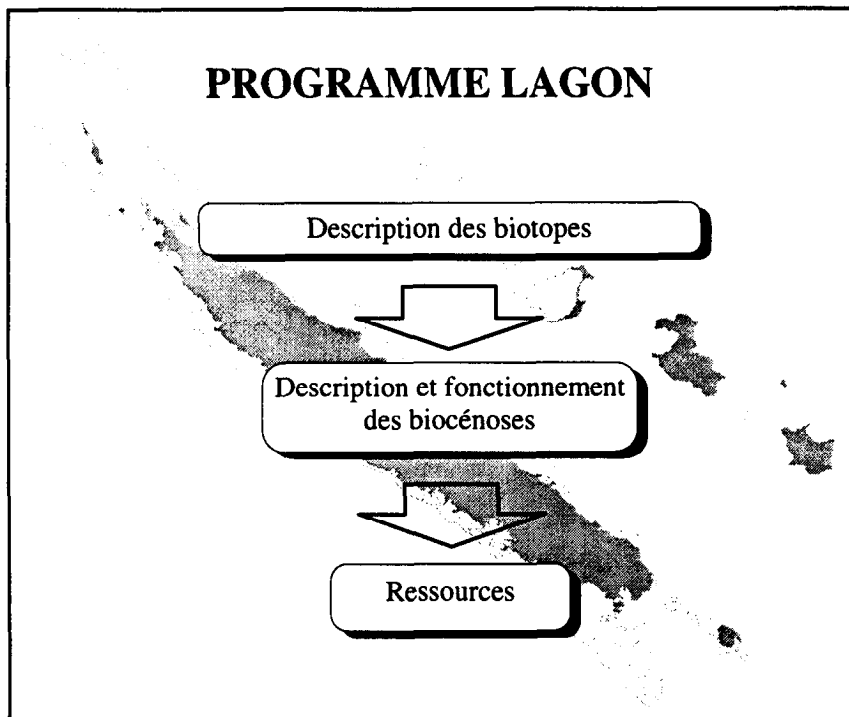 PROGRAMME LAGON
Description des biotopes
Description et fonctionnement
des biocénoses
Ressources